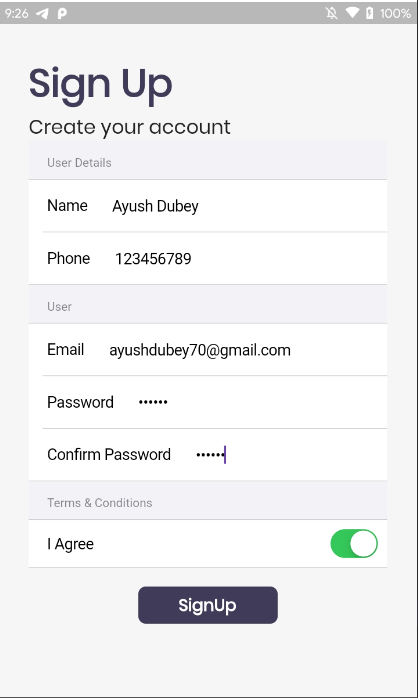 9:26 100%
Sign Up
Create your account
User Details
Name Ayush Dubey
Phone 123456789
User
Email ayushdubey70@gmail.com
Password ••••••
Confirm Password ••••••
Terms & Conditions
I Agree
SignUp